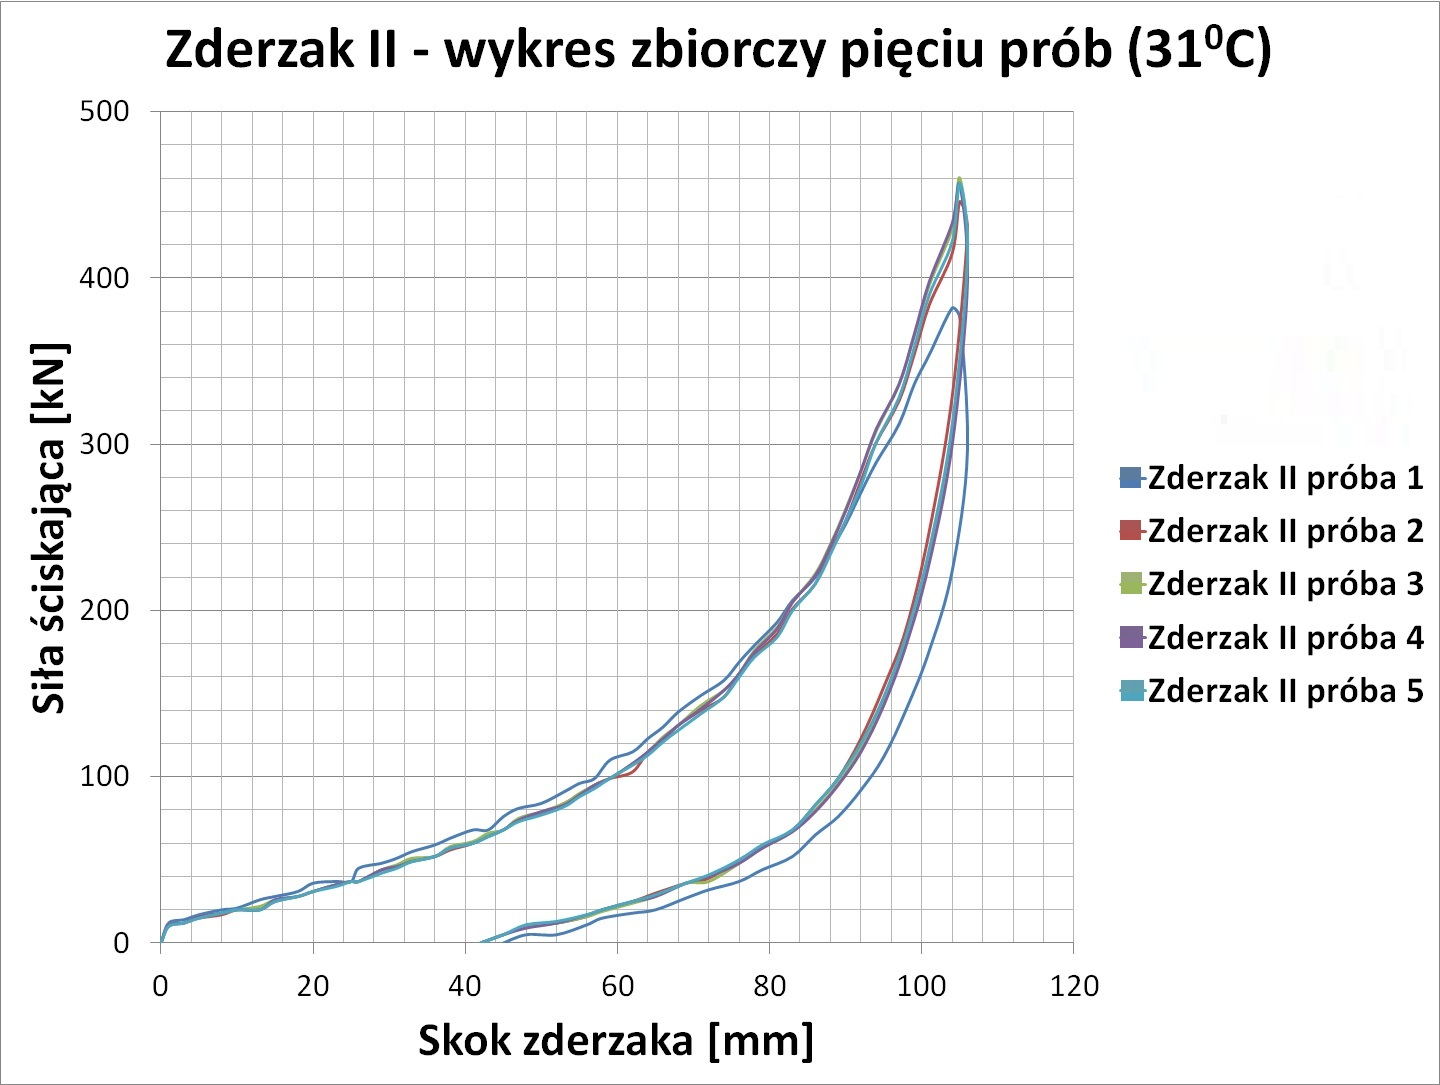 Zderzak II - wykres zbiorczy pięciu prób (31⁰C)
500
400
300
200
100
0
Siła ściskająca [kN]
0 20 40 60 80 100 120
Skok zderzaka [mm]
Zderzak II próba 1
Zderzak II próba 2
Zderzak II próba 3
Zderzak II próba 4
Zderzak II próba 5